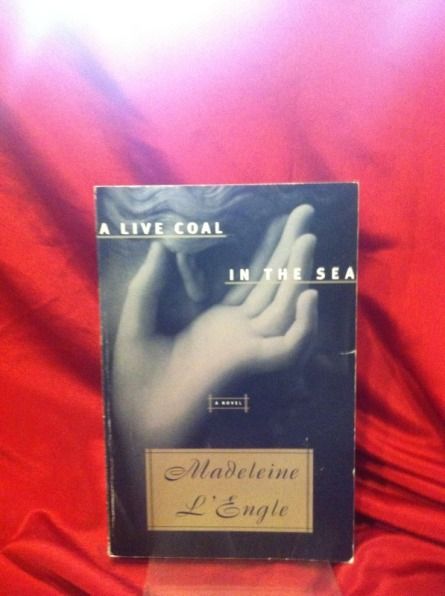 A LIVE COAL
IN THE SEA
A NOVEL
Madeleine
L'Engle